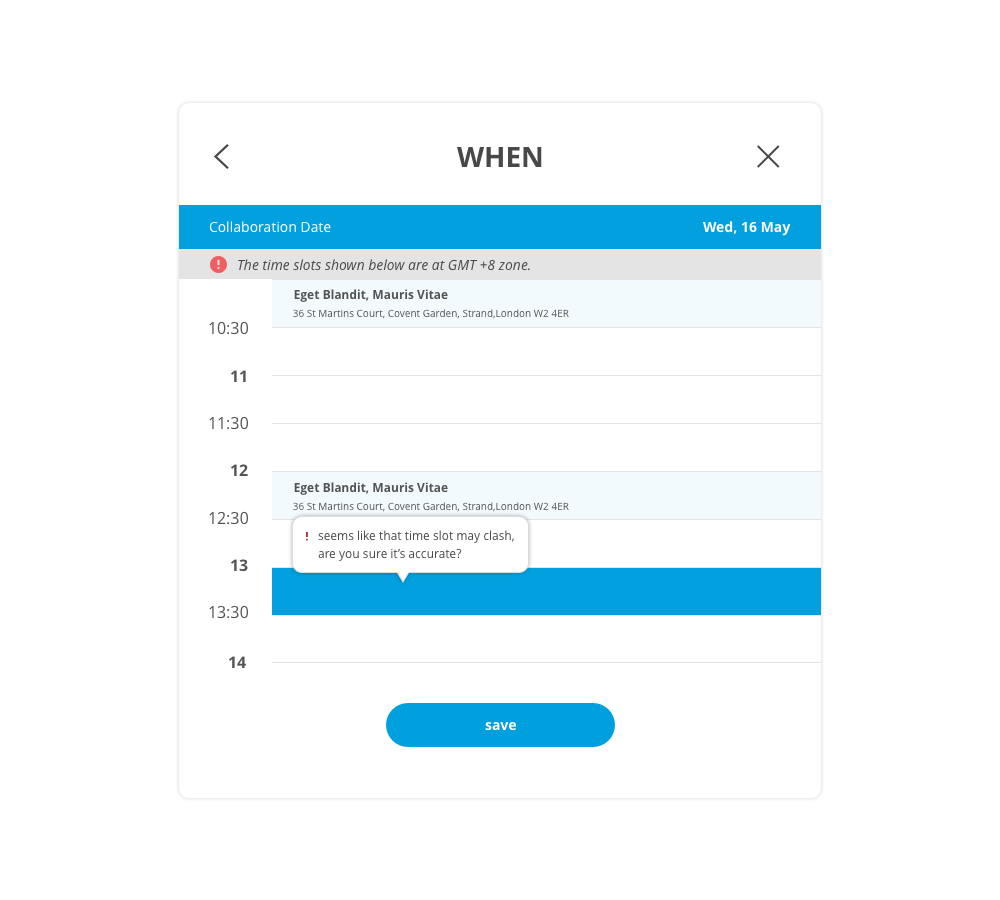 WHEN
Collaboration Date
Wed, 16 May
! The time slots shown below are at GMT +8 zone.
Eget Blandit, Mauris Vitae
36 St Martins Court, Covent Garden, Strand,London W2 4ER
10:30
11
11:30
12
Eget Blandit, Mauris Vitae
36 St Martins Court, Covent Garden, Strand,London W2 4ER
12:30
! seems like that time slot may clash,
are you sure it’s accurate?
13
13:30
14
save